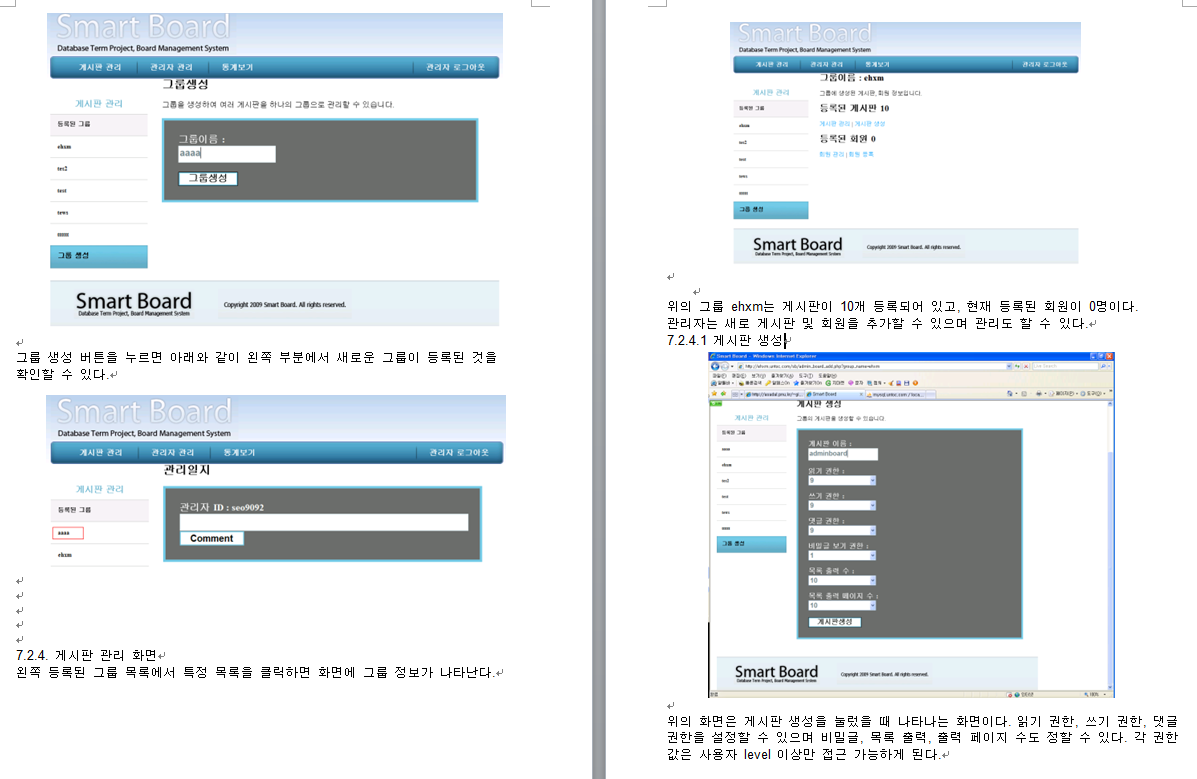 Smart Board
Database Term Project, Board Management System
게시판 관리 관리자 관리 통계보기 관리자 로그아웃
그룹생성
게시판 관리
그룹을 생성하여 여러 게시판을 하나의 그룹으로 관리할 수 있습니다.
등록된 그룹
그룹이름 :
ehxm
aaaa
tes2
그룹생성
test
tews
그룹 생성
Smart Board
Database Term Project, Board Management System
Copyright 2009 Smart Board. All rights reserved.
그룹 생성 버튼을 누르면 아래와 같이 왼쪽 부분에서 새로운 그룹이 등록된 것을
확인할 수 있다.
Smart Board
Database Term Project, Board Management System
게시판 관리 관리자 관리 통계보기 관리자 로그아웃
관리일지
게시판 관리
등록된 그룹
관리자 ID : seo9092
aaaa
Comment
ehxm
7.2.4. 게시판 관리 화면
왼쪽 등록된 그룹 목록에서 특정 목록을 클릭하면 화면에 그룹 정보가 나타난다.
Smart Board
Database Term Project, Board Management System
게시판 관리 관리자 관리 통계보기 관리자 로그아웃
그룹이름 : ehxm
게시판 관리
그룹에 생성된 게시판, 회원 정보입니다.
등록된 그룹
등록된 게시판 10
ehxm
게시판 관리 | 게시판 생성
tes2
등록된 회원 0
test
회원 관리 | 회원 등록
tews
그룹 생성
Smart Board
Database Term Project, Board Management System
Copyright 2009 Smart Board. All rights reserved.
위의 그룹 ehxm는 게시판이 10개 등록되어 있고, 현재 등록된 회원이 0명이다.
관리자는 새로 게시판 및 회원을 추가할 수 있으며 관리도 할 수 있다.
7.2.4.1 게시판 생성
Smart Board - Windows Internet Explorer
게시판 생성
게시판 관리
그룹의 게시판을 생성할 수 있습니다.
등록된 그룹
aaaa
ehxm
tes2
test
tews
그룹 생성
게시판 이름 :
adminboard
읽기 권한 :
9
쓰기 권한 :
9
댓글 권한 :
9
비밀글 보기 권한 :
1
목록 출력 수 :
10
목록 출력 페이지 수 :
10
게시판생성
Smart Board
Database Term Project, Board Management System
Copyright 2009 Smart Board. All rights reserved.
위의 화면은 게시판 생성을 눌렀을 때 나타나는 화면이다. 읽기 권한, 쓰기 권한, 댓글
권한을 설정할 수 있으며 비밀글, 목록 출력, 출력 페이지 수도 정할 수 있다. 각 권한
값은 사용자 level 이상만 접근 가능하게 된다.